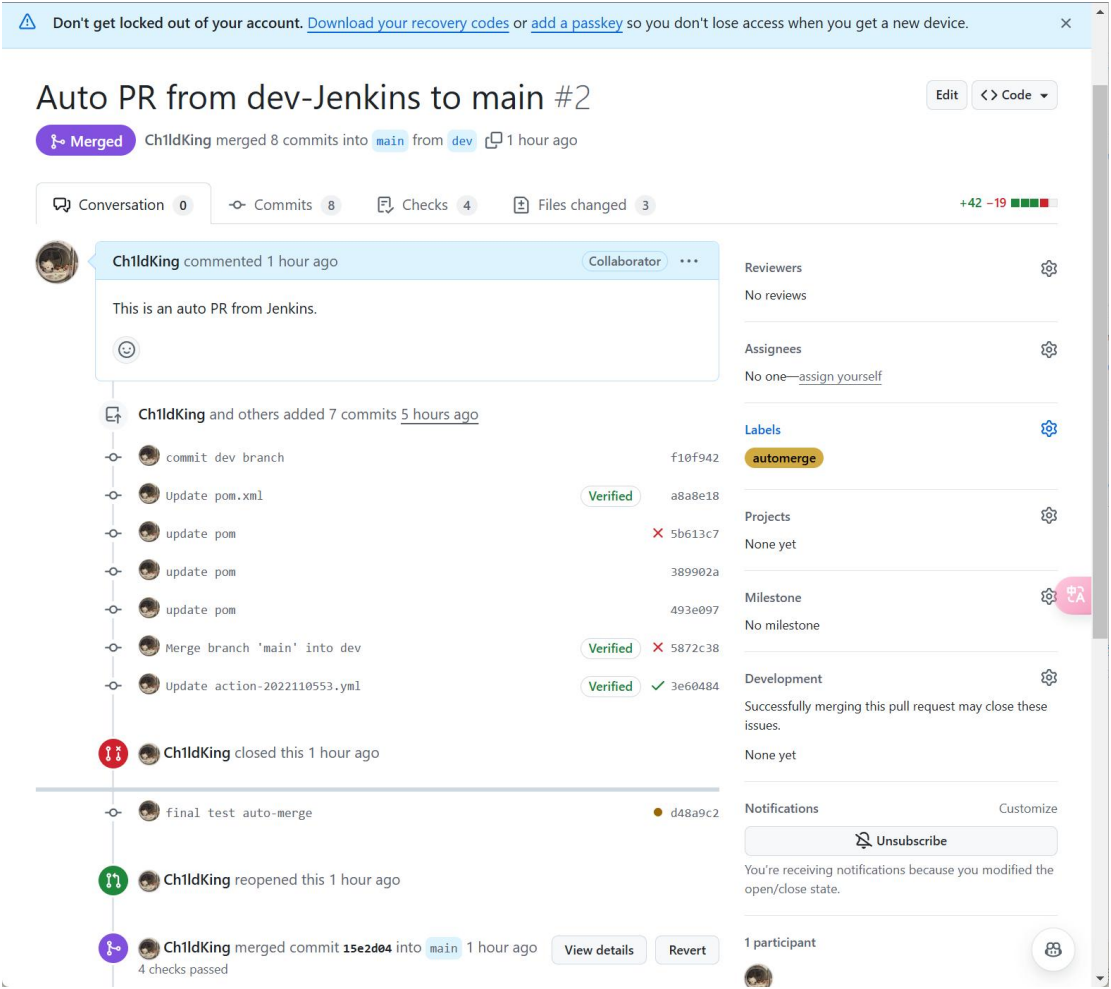 Don't get locked out of your account. Download your recovery codes or add a passkey so you don't lose access when you get a new device.
Auto PR from dev-Jenkins to main #2
Edit
Code
Merged
Ch1ldKing merged 8 commits into main from dev 1 hour ago
Conversation 0
Commits 8
Checks 4
Files changed 3
+42 −19
Ch1ldKing commented 1 hour ago
Collaborator
This is an auto PR from Jenkins.
Ch1ldKing and others added 7 commits 5 hours ago
commit dev branch f10f942
Update pom.xml Verified a8a8e18
update pom 5b613c7
update pom 389902a
update pom 493e097
Merge branch 'main' into dev Verified 5872c38
Update action-2022110553.yml Verified 3e60484
Ch1ldKing closed this 1 hour ago
final test auto-merge d48a9c2
Ch1ldKing reopened this 1 hour ago
Ch1ldKing merged commit 15e2d04 into main 1 hour ago
4 checks passed
View details
Revert
Reviewers
No reviews
Assignees
No one—assign yourself
Labels
automerge
Projects
None yet
Milestone
No milestone
Development
Successfully merging this pull request may close these
issues.
None yet
Notifications
Customize
Unsubscribe
You're receiving notifications because you modified the
open/close state.
1 participant